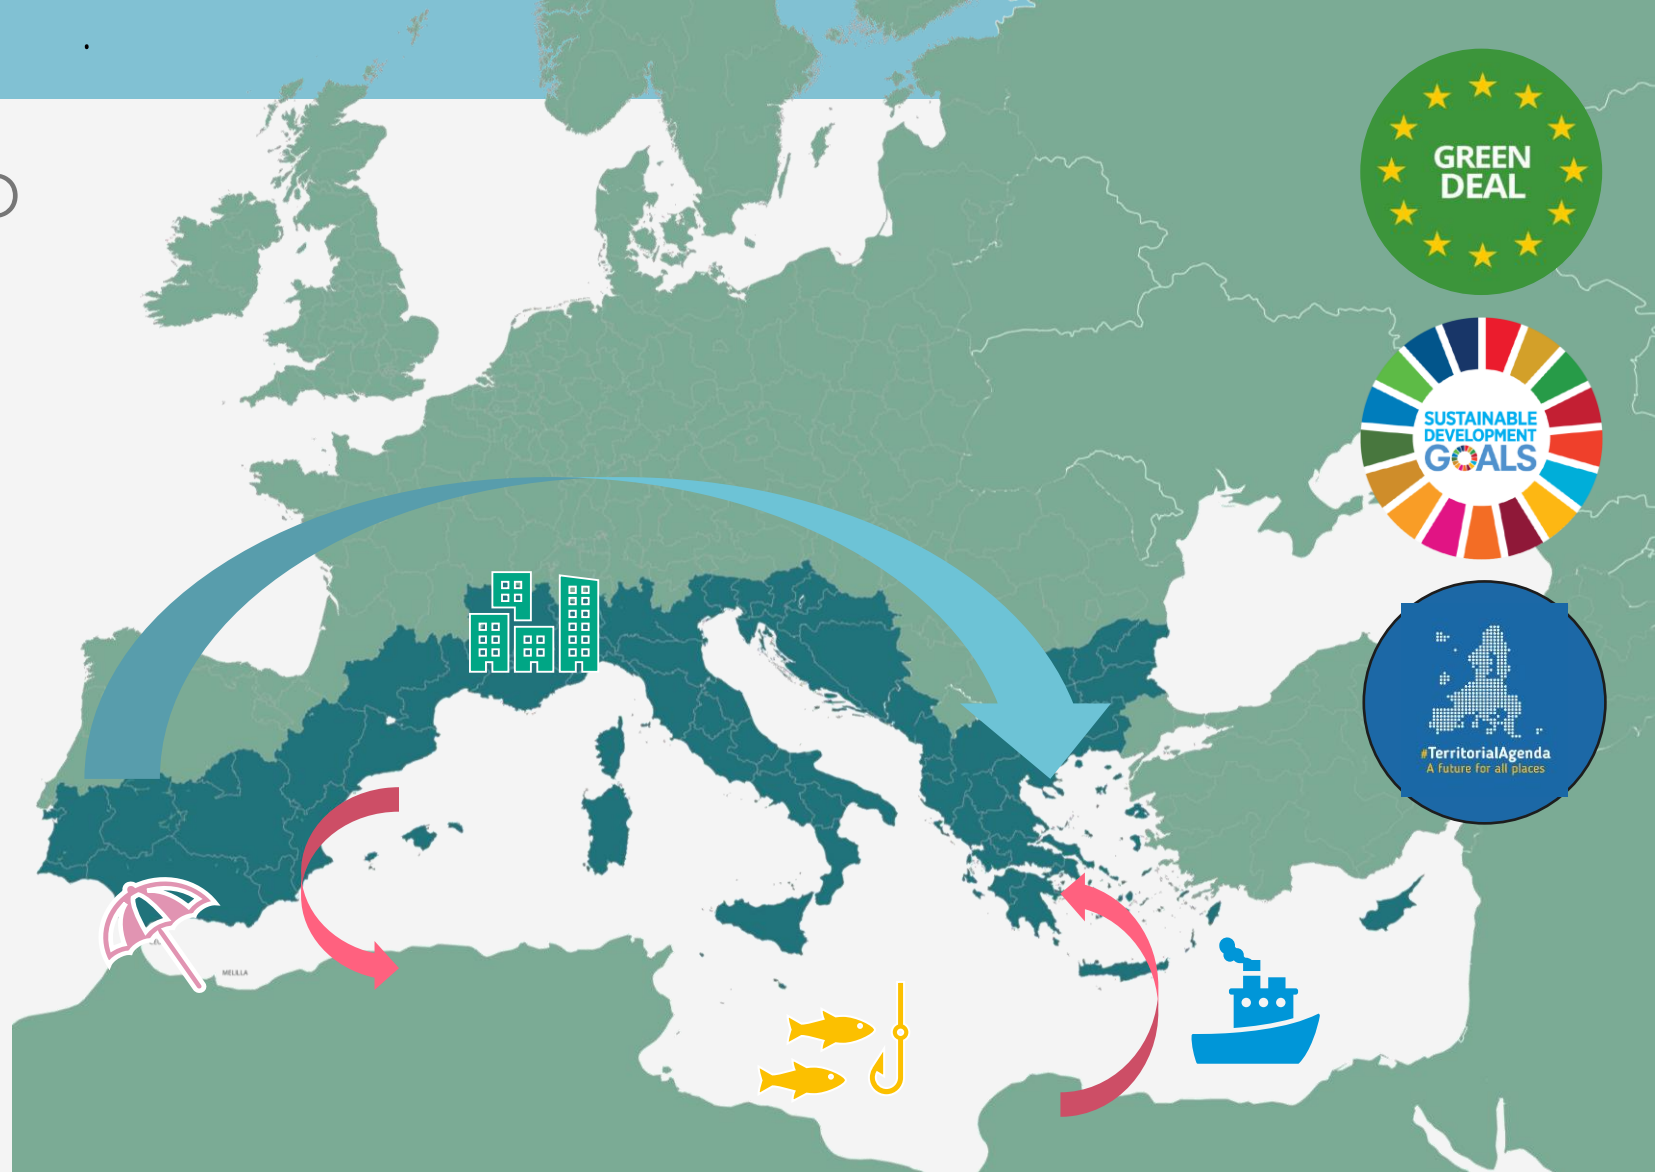 GREEN
DEAL
SUSTAINABLE
DEVELOPMENT
GOALS
#TerritorialAgenda
A future for all places
MELILLA